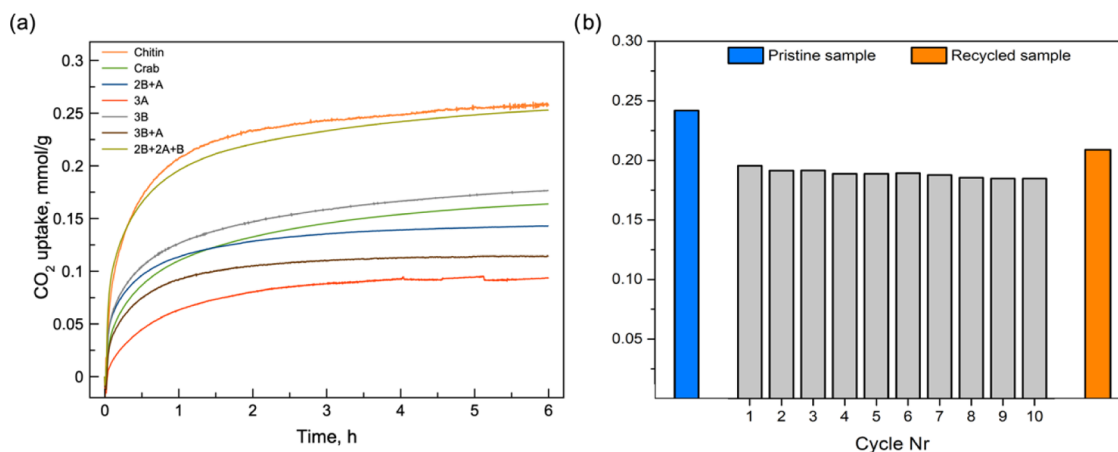 (a)
CO₂ uptake, mmol/g
0.3
0.25
0.2
0.15
0.1
0.05
0
Chitin
Crab
2B+A
3A
3B
3B+A
2B+2A+B
0 1 2 3 4 5 6
Time, h
(b)
0.30
0.25
0.20
0.15
0.10
0.05
Pristine sample Recycled sample
1 2 3 4 5 6 7 8 9 10
Cycle Nr